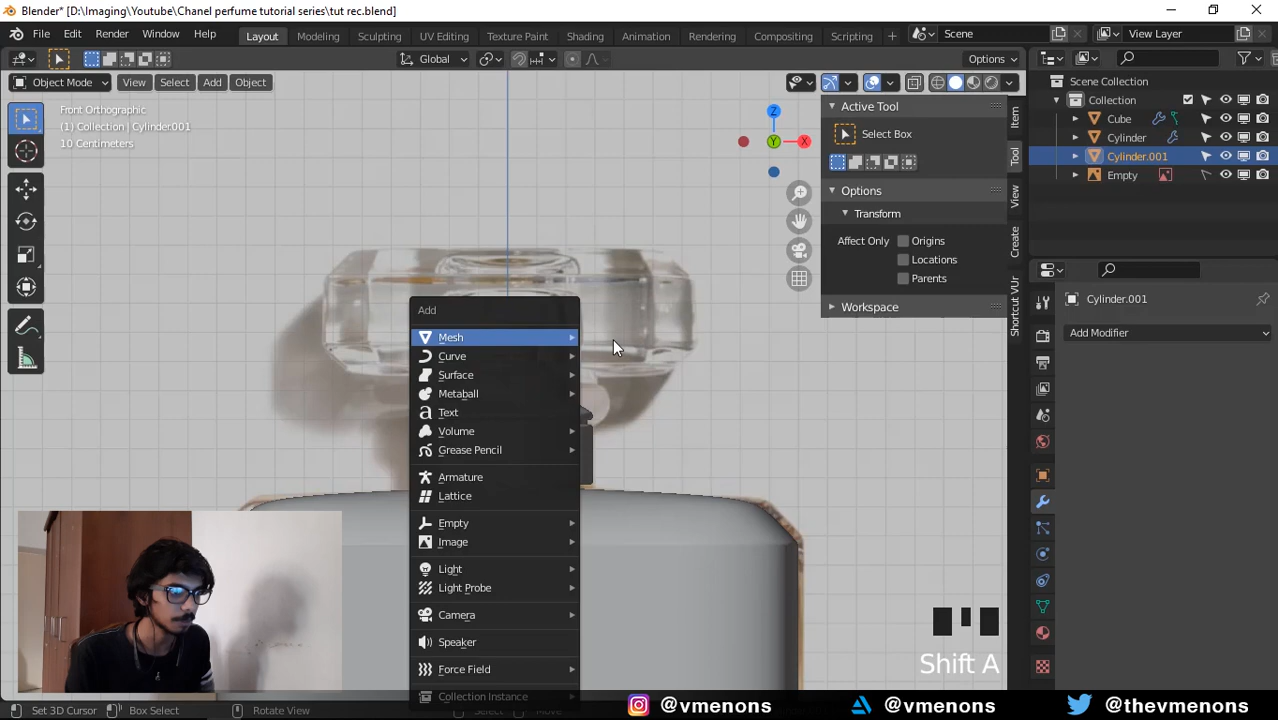 Blender* [D:\Imaging\Youtube\Chanel perfume tutorial series\tut rec.blend]
File Edit Render Window Help Layout Modeling Sculpting UV Editing Texture Paint Shading Animation Rendering Compositing Scripting Scene View Layer
Global Options
Object Mode View Select Add Object
Front Orthographic
(1) Collection | Cylinder.001
10 Centimeters
Z
Y
X
Active Tool
Select Box
Options
Transform
Affect Only Origins
Locations
Parents
Workspace
Item
Tool
View
Create
Shortcut VUr
Scene Collection
Collection
Cube
Cylinder
Cylinder.001
Empty
Cylinder.001
Add Modifier
Add
Mesh
Curve
Surface
Metaball
Text
Volume
Grease Pencil
Armature
Lattice
Empty
Image
Light
Light Probe
Camera
Speaker
Force Field
Collection Instance
Shift A
Set 3D Cursor Box Select Rotate View Select Move
@vmenons @vmenons @thevmenons